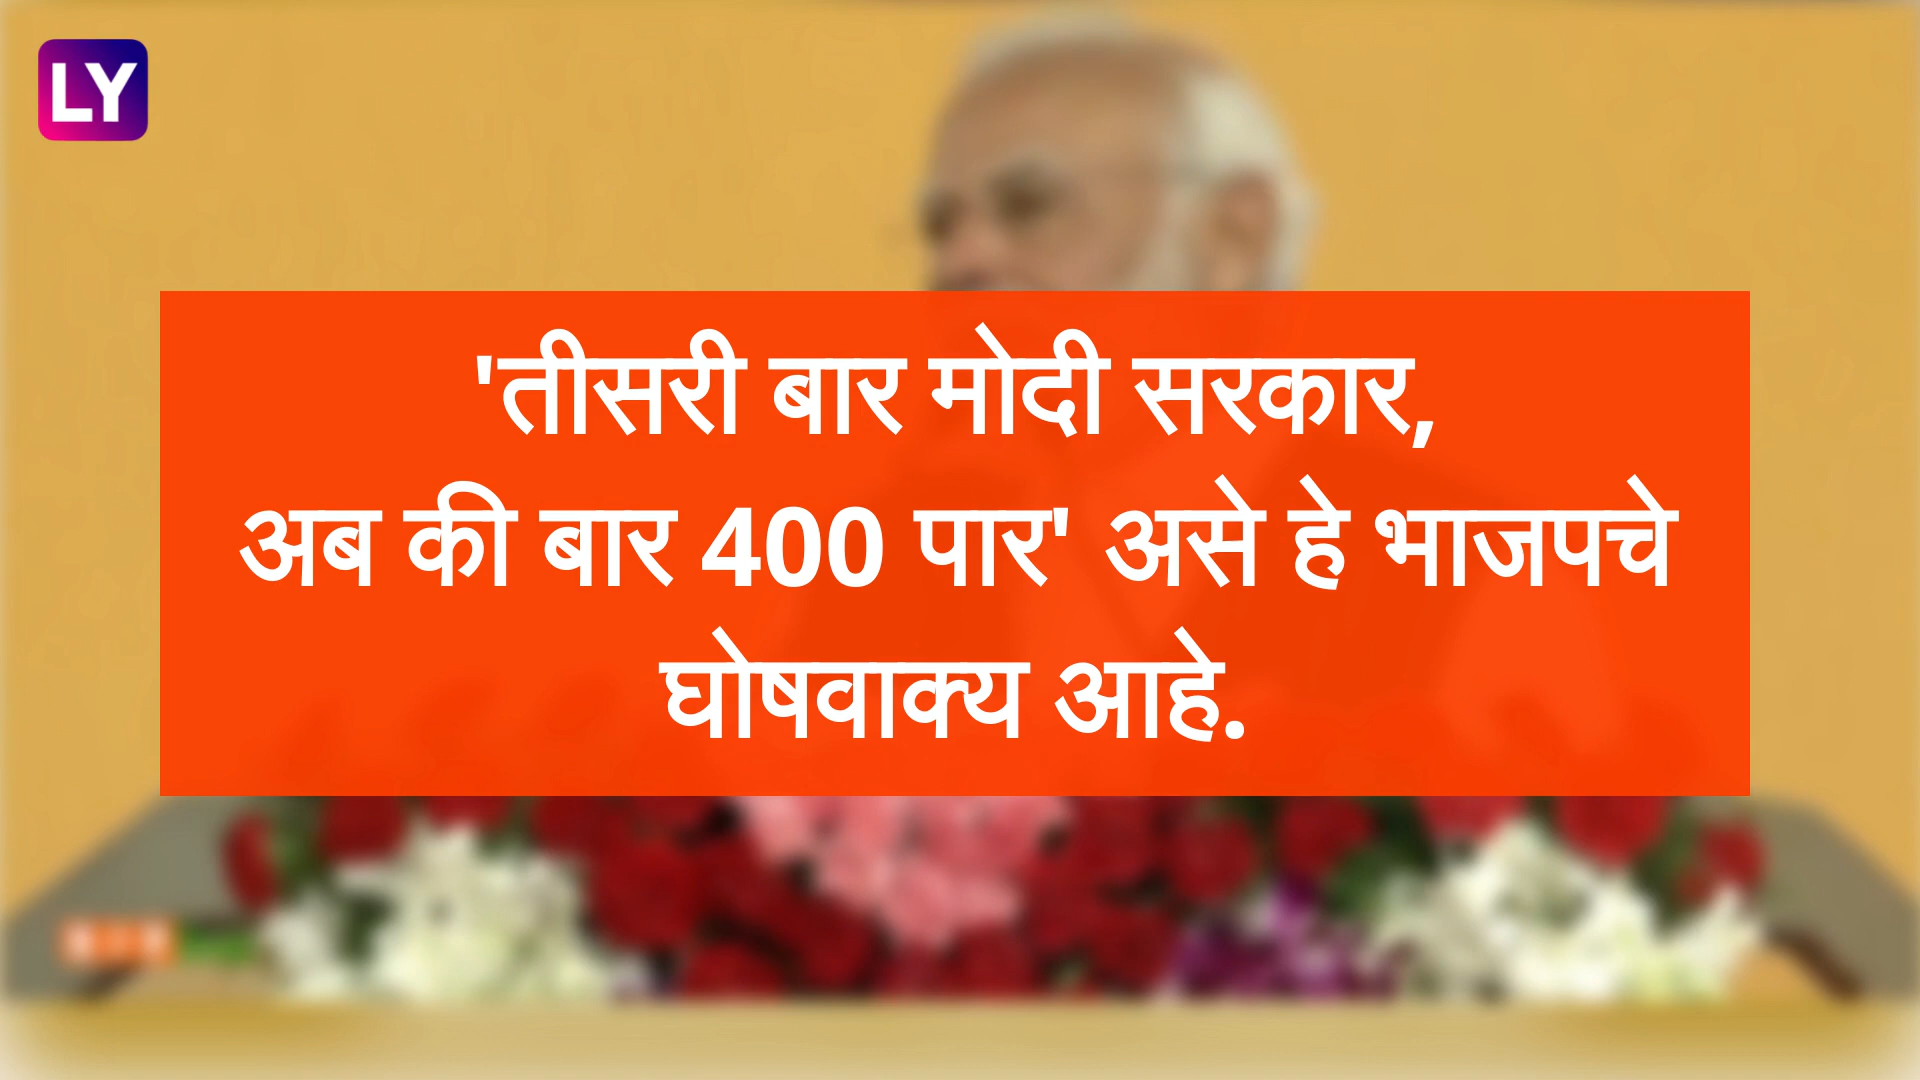 LY
'तीसरी बार मोदी सरकार,
अब की बार 400 पार' असे हे भाजपचे
घोषवाक्य आहे.